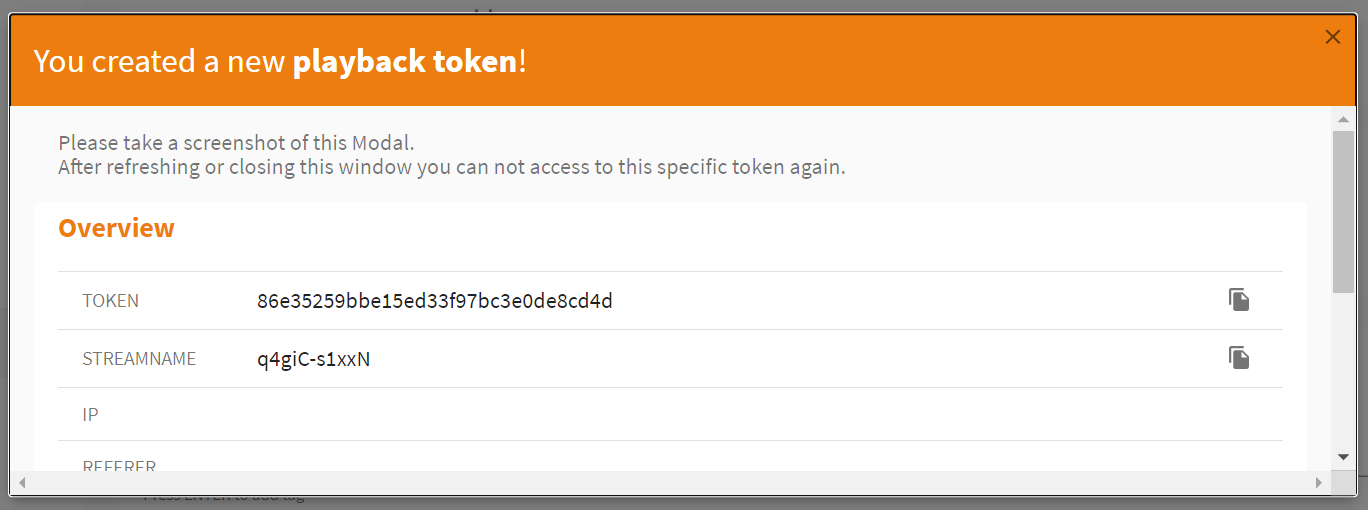 You created a new playback token!
Please take a screenshot of this Modal.
After refreshing or closing this window you can not access to this specific token again.
Overview
TOKEN 86e35259bbe15ed33f97bc3e0de8cd4d
STREAMNAME q4giC-s1xxN
IP
REFERER
Press ENTER to add tag